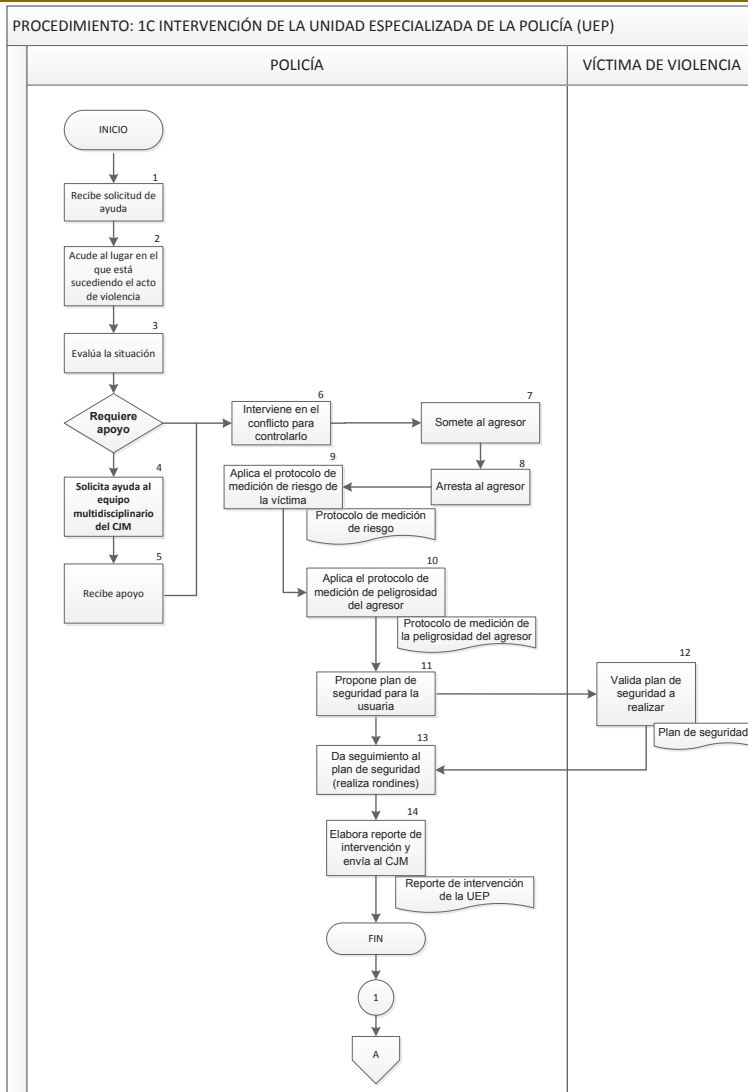 PROCEDIMIENTO: 1C INTERVENCIÓN DE LA UNIDAD ESPECIALIZADA DE LA POLICÍA (UEP)
POLICÍA
VÍCTIMA DE VIOLENCIA
INICIO
1
Recibe solicitud de
ayuda
2
Acude al lugar en el
que está
sucediendo el acto
de violencia
3
Evalúa la situación
Requiere
apoyo
4
Solicita ayuda al
equipo
multidisciplinario
del CJM
5
Recibe apoyo
6
Interviene en el
conflicto para
controlarlo
7
Somete al agresor
8
Arresta al agresor
9
Aplica el protocolo de
medición de riesgo de
la víctima
Protocolo de medición
de riesgo
10
Aplica el protocolo de
medición de peligrosidad
del agresor
Protocolo de medición de
la peligrosidad del agresor
11
Propone plan de
seguridad para la
usuaria
12
Valida plan de
seguridad a
realizar
Plan de seguridad
13
Da seguimiento al
plan de seguridad
(realiza rondines)
14
Elabora reporte de
intervención y
envía al CJM
Reporte de intervención
de la UEP
FIN
1
A